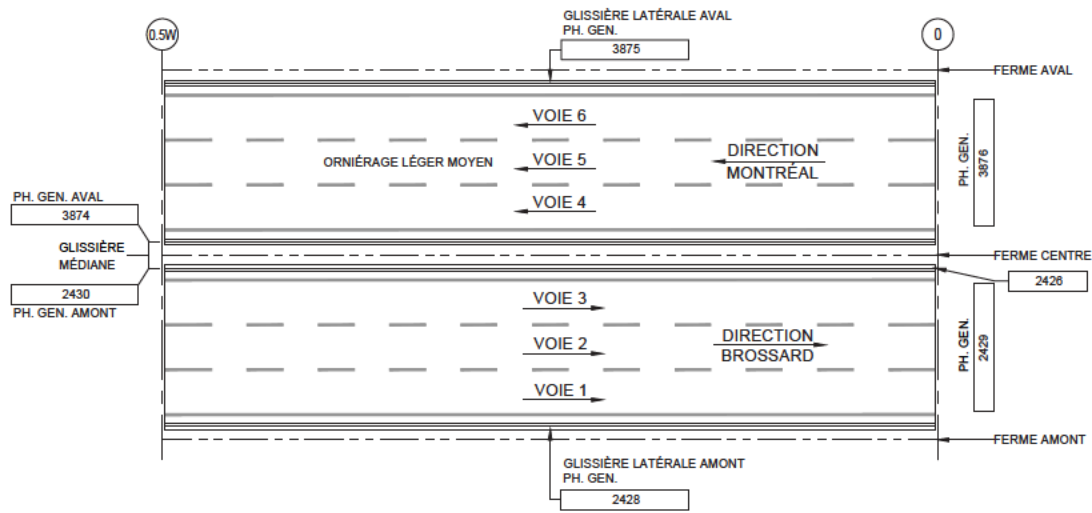 GLISSIÈRE LATÉRALE AVAL
PH. GEN.
3875
0.5W
0
FERME AVAL
VOIE 6
ORNIÉRAGE LÉGER MOYEN
VOIE 5
DIRECTION
MONTRÉAL
VOIE 4
PH. GEN.
3876
PH. GEN. AVAL
3874
GLISSIÈRE
MÉDIANE
2430
PH. GEN. AMONT
FERME CENTRE
2426
VOIE 3
VOIE 2
DIRECTION
BROSSARD
VOIE 1
PH. GEN.
2429
FERME AMONT
GLISSIÈRE LATÉRALE AMONT
PH. GEN.
2428